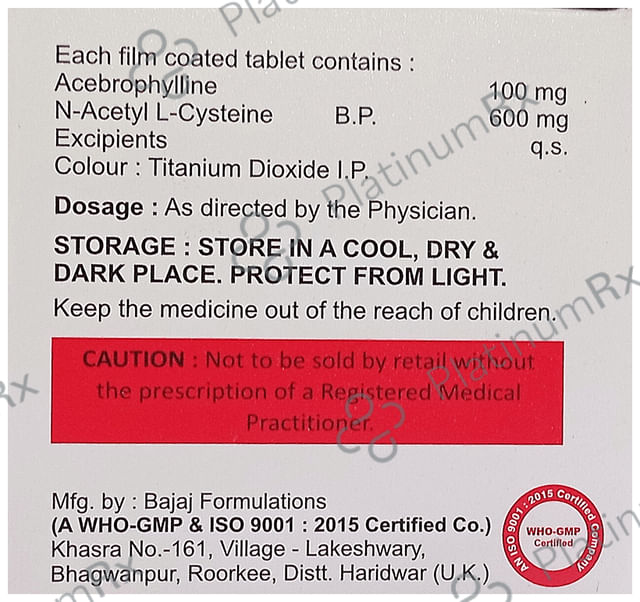 Each film coated tablet contains :
Acebrophylline 100 mg
N-Acetyl L-Cysteine B.P. 600 mg
Excipients q.s.
Colour : Titanium Dioxide I.P.
Dosage : As directed by the Physician.
STORAGE : STORE IN A COOL, DRY &
DARK PLACE. PROTECT FROM LIGHT.
Keep the medicine out of the reach of children.
CAUTION : Not to be sold by retail without
the prescription of a Registered Medical
Practitioner.
Mfg. by : Bajaj Formulations
(A WHO-GMP & ISO 9001 : 2015 Certified Co.)
Khasra No.-161, Village - Lakeshwary,
Bhagwanpur, Roorkee, Distt. Haridwar (U.K.)
AN ISO 9001 : 2015 Certified Company
WHO-GMP
Certified
PlatinumRx
PlatinumRx
PlatinumRx